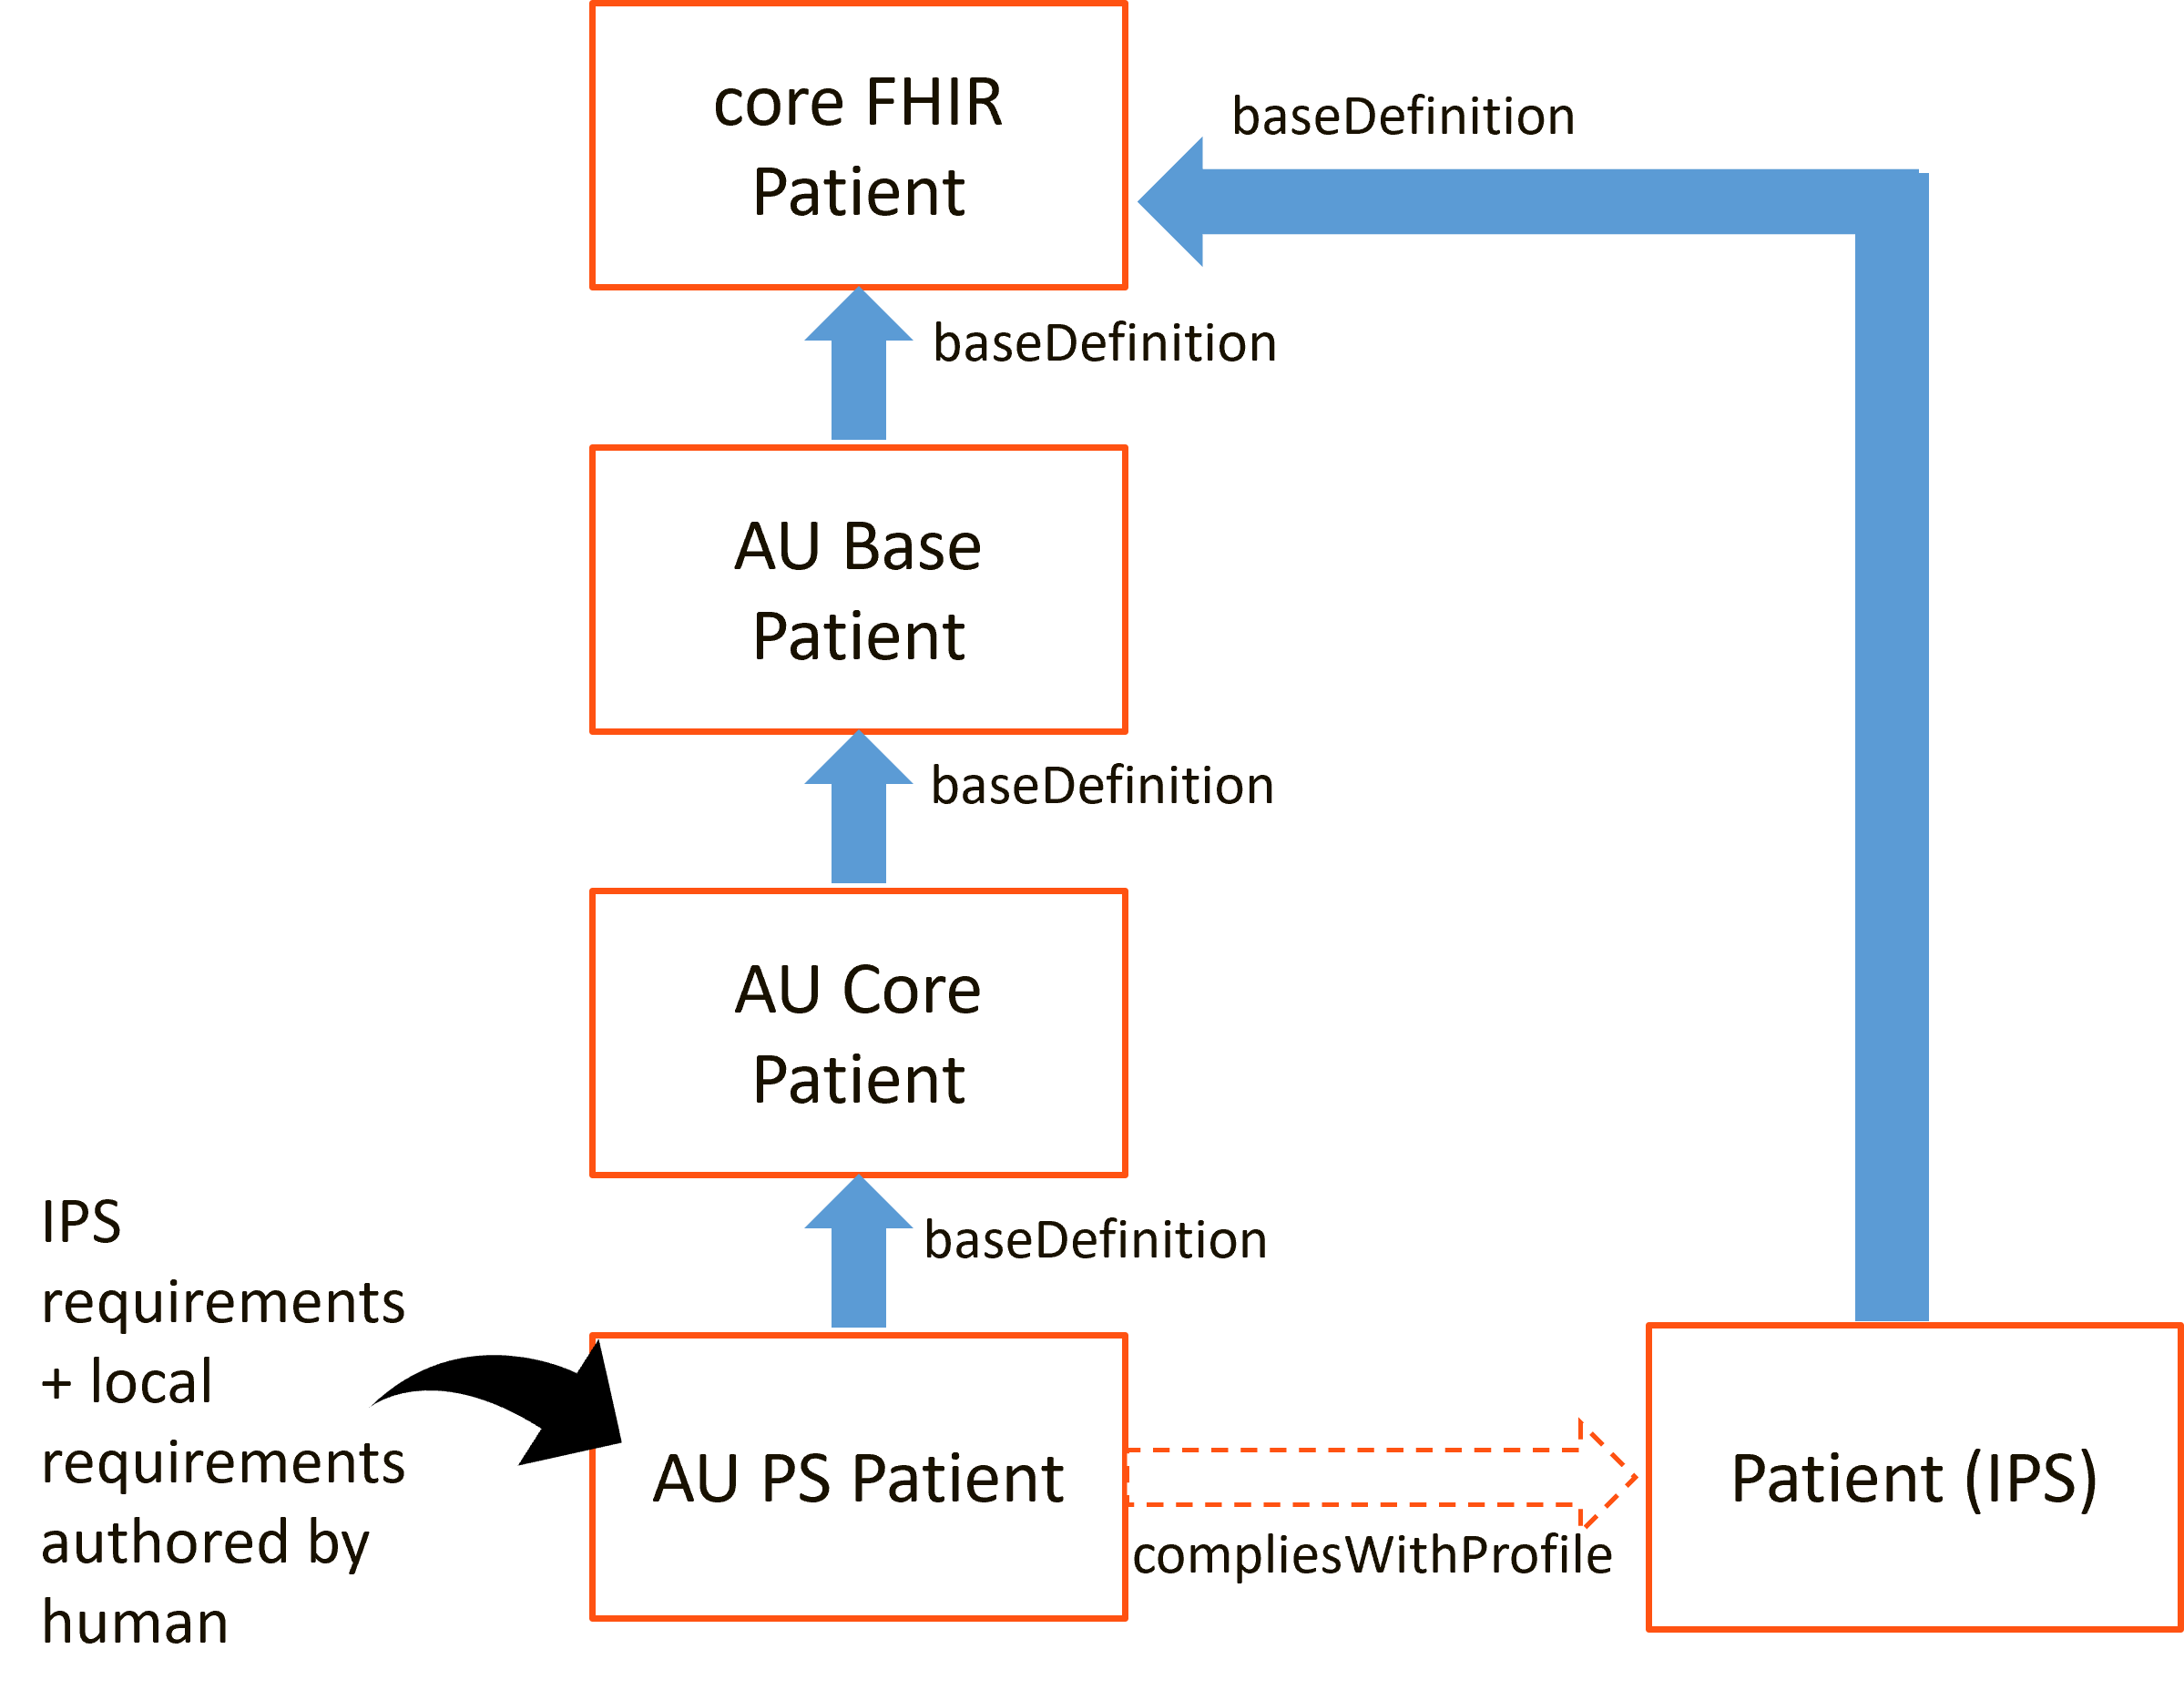 core FHIR
Patient
baseDefinition
baseDefinition
AU Base
Patient
baseDefinition
AU Core
Patient
baseDefinition
IPS
requirements
+ local
requirements
authored by
human
AU PS Patient
compliesWithProfile
Patient (IPS)